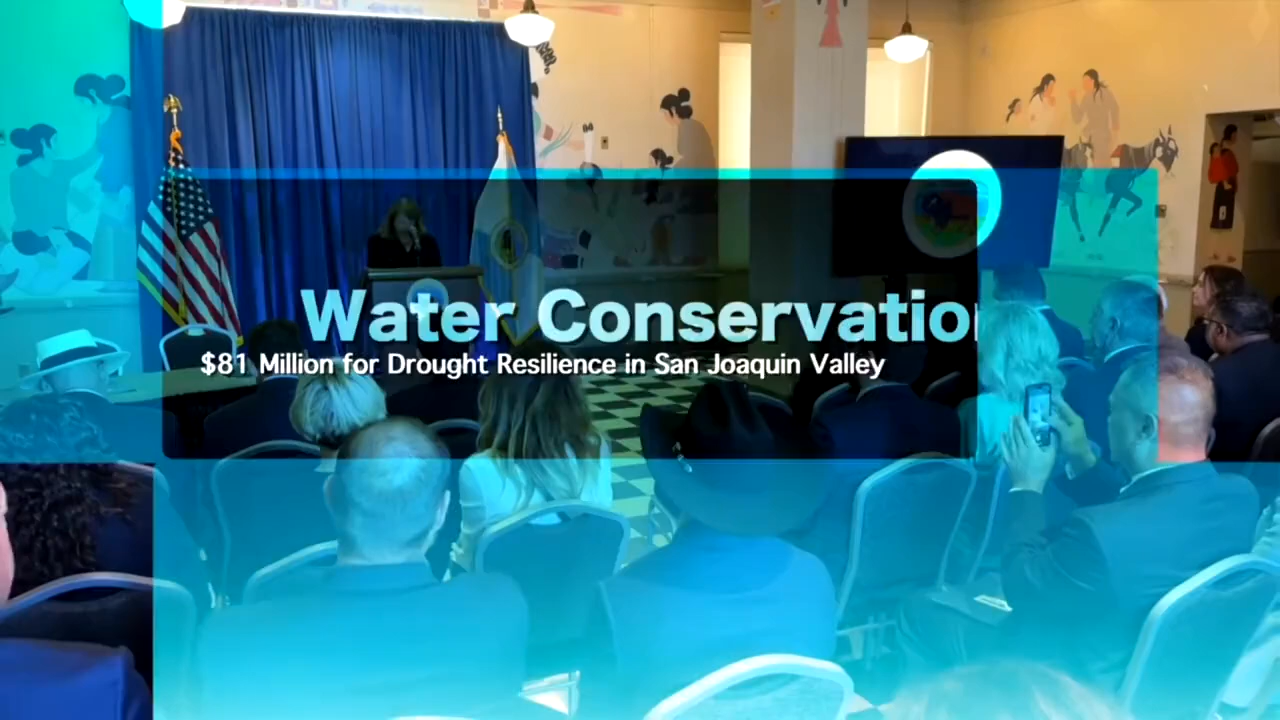 Water Conservatio
$81 Million for Drought Resilience in San Joaquin Valley